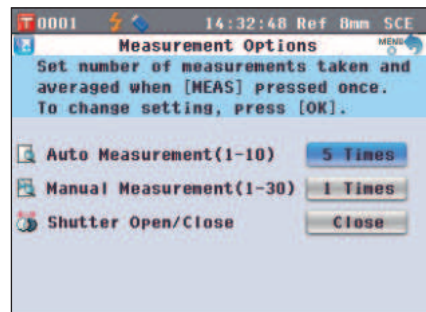 T 0001 14:32:48 Ref 8mm SCE
Measurement Options MENU
Set number of measurements taken and
averaged when [MEAS] pressed once.
To change setting, press [OK].
Auto Measurement(1-10) 5 Times
Manual Measurement(1-30) 1 Times
Shutter Open/Close Close